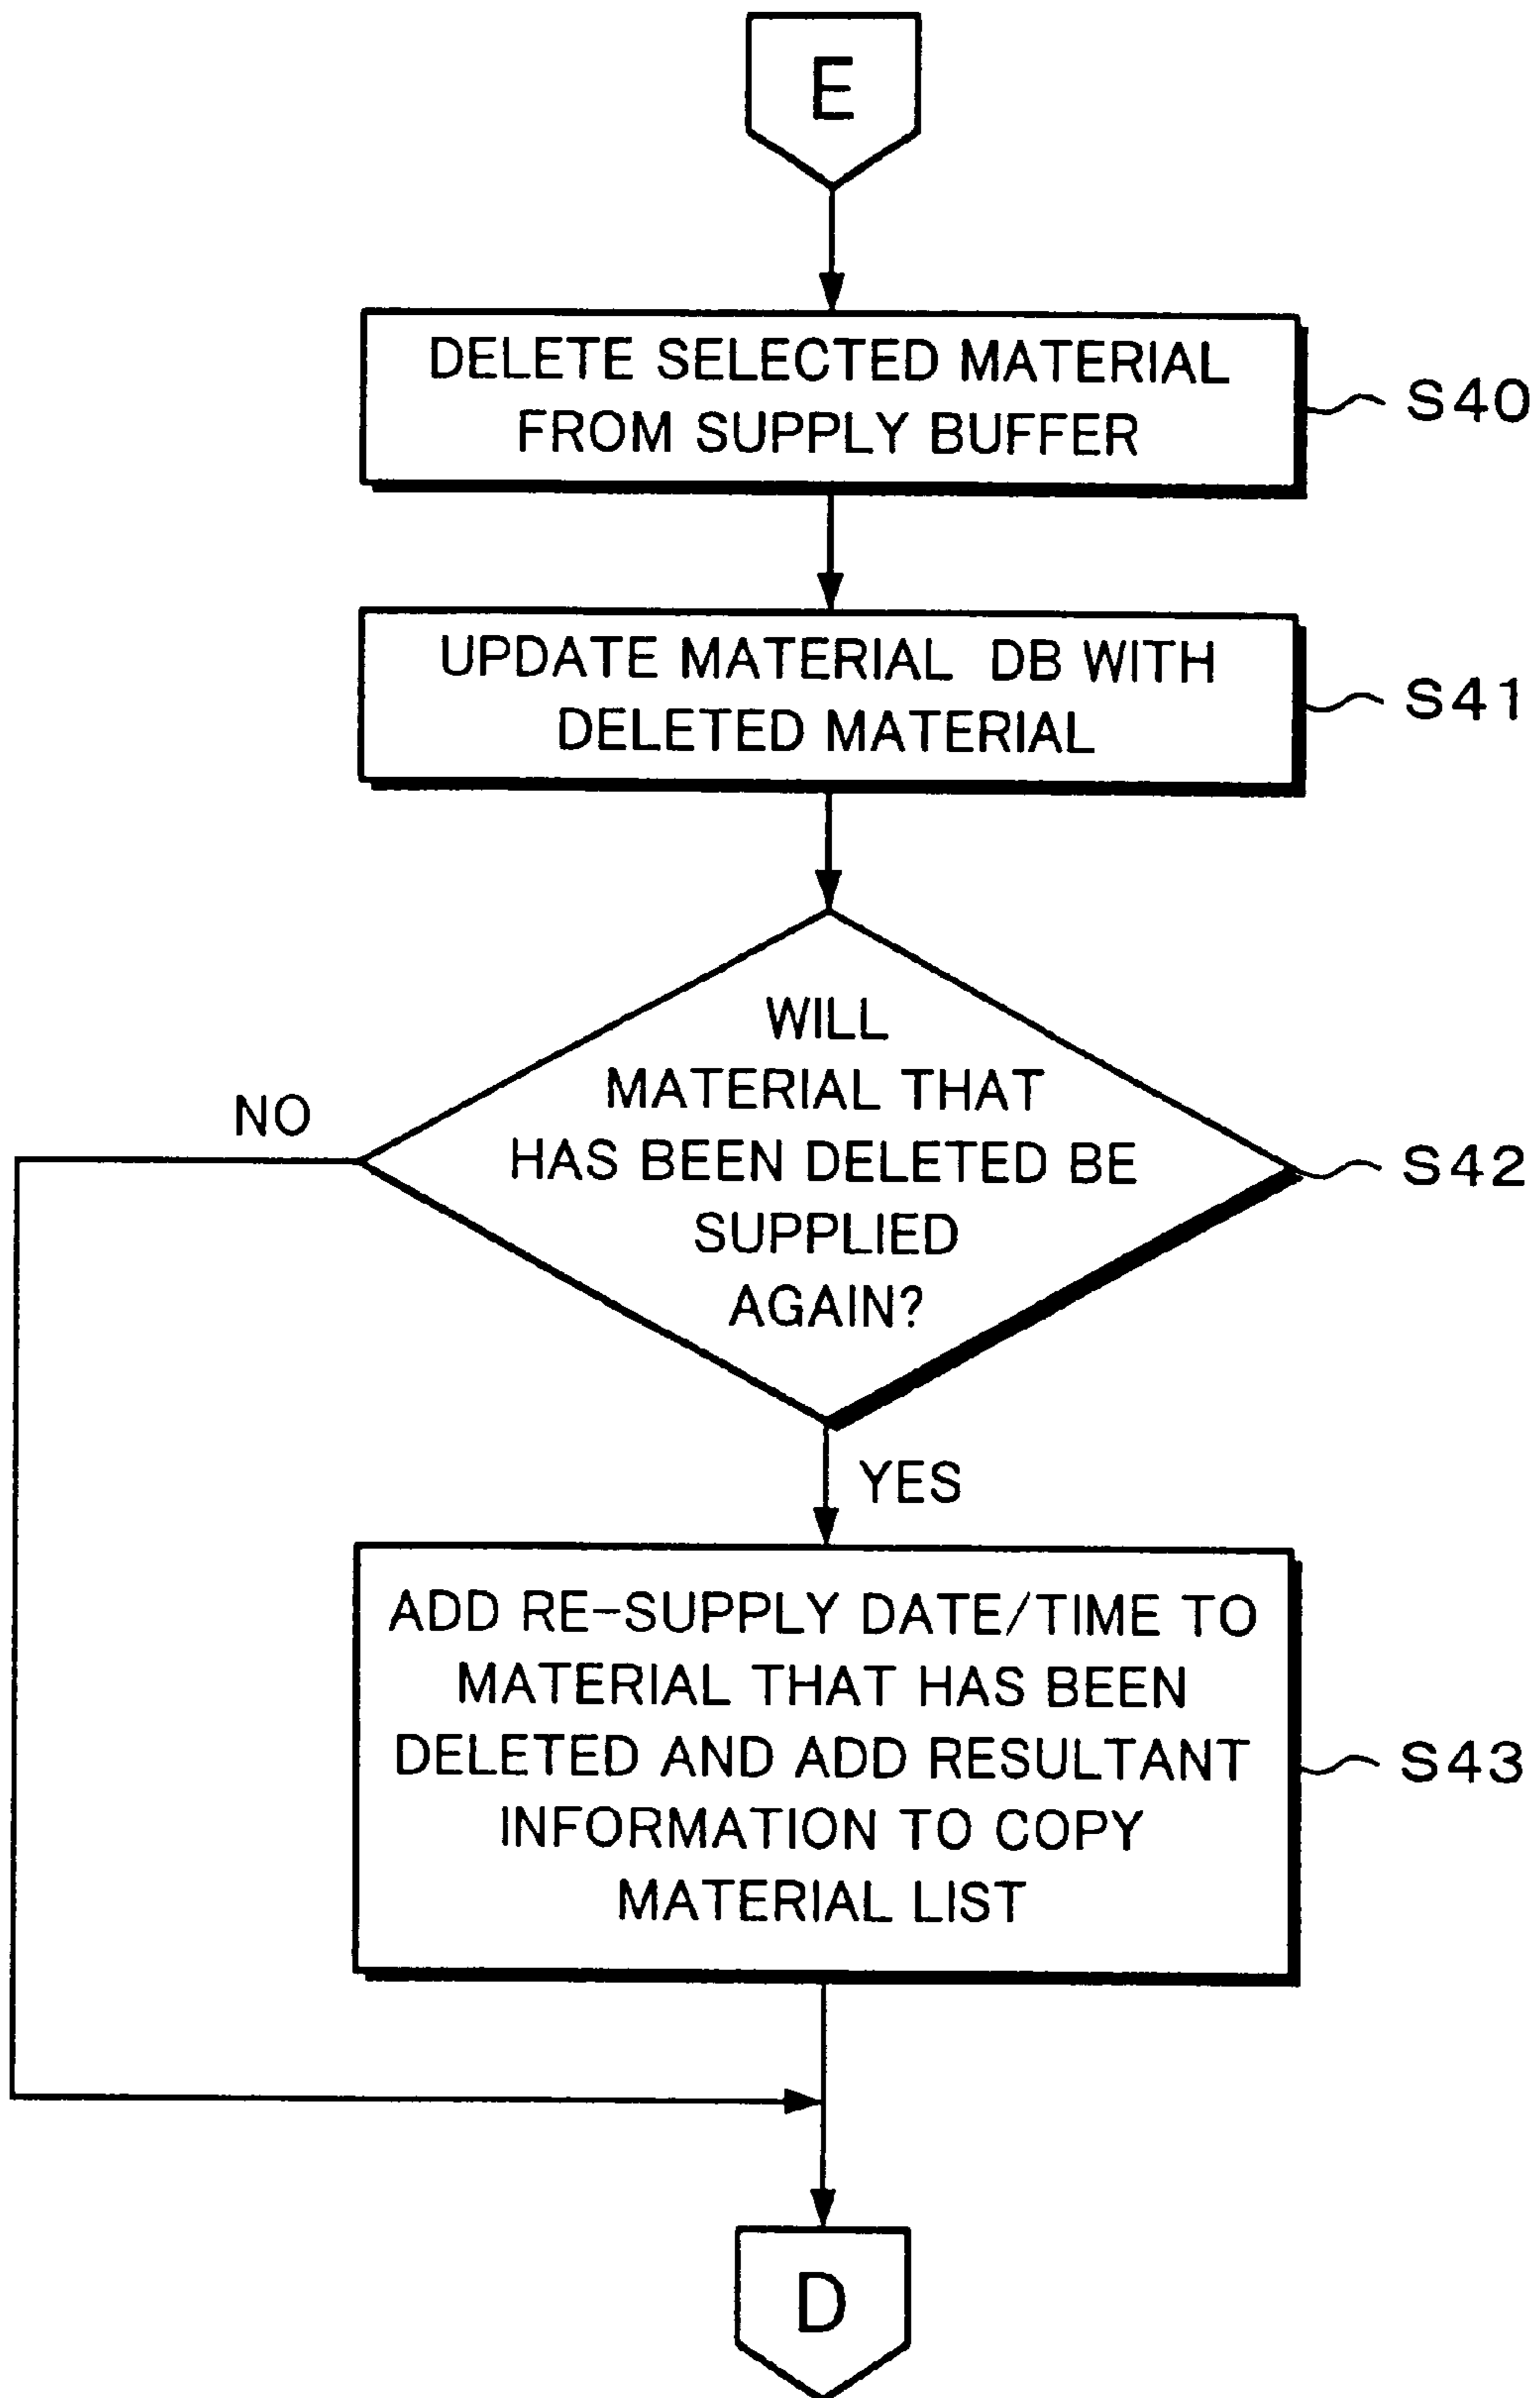 E
DELETE SELECTED MATERIAL
FROM SUPPLY BUFFER
S40
UPDATE MATERIAL DB WITH
DELETED MATERIAL
S41
WILL
MATERIAL THAT
HAS BEEN DELETED BE
SUPPLIED
AGAIN?
NO
S42
YES
ADD RE-SUPPLY DATE/TIME TO
MATERIAL THAT HAS BEEN
DELETED AND ADD RESULTANT
INFORMATION TO COPY
MATERIAL LIST
S43
D